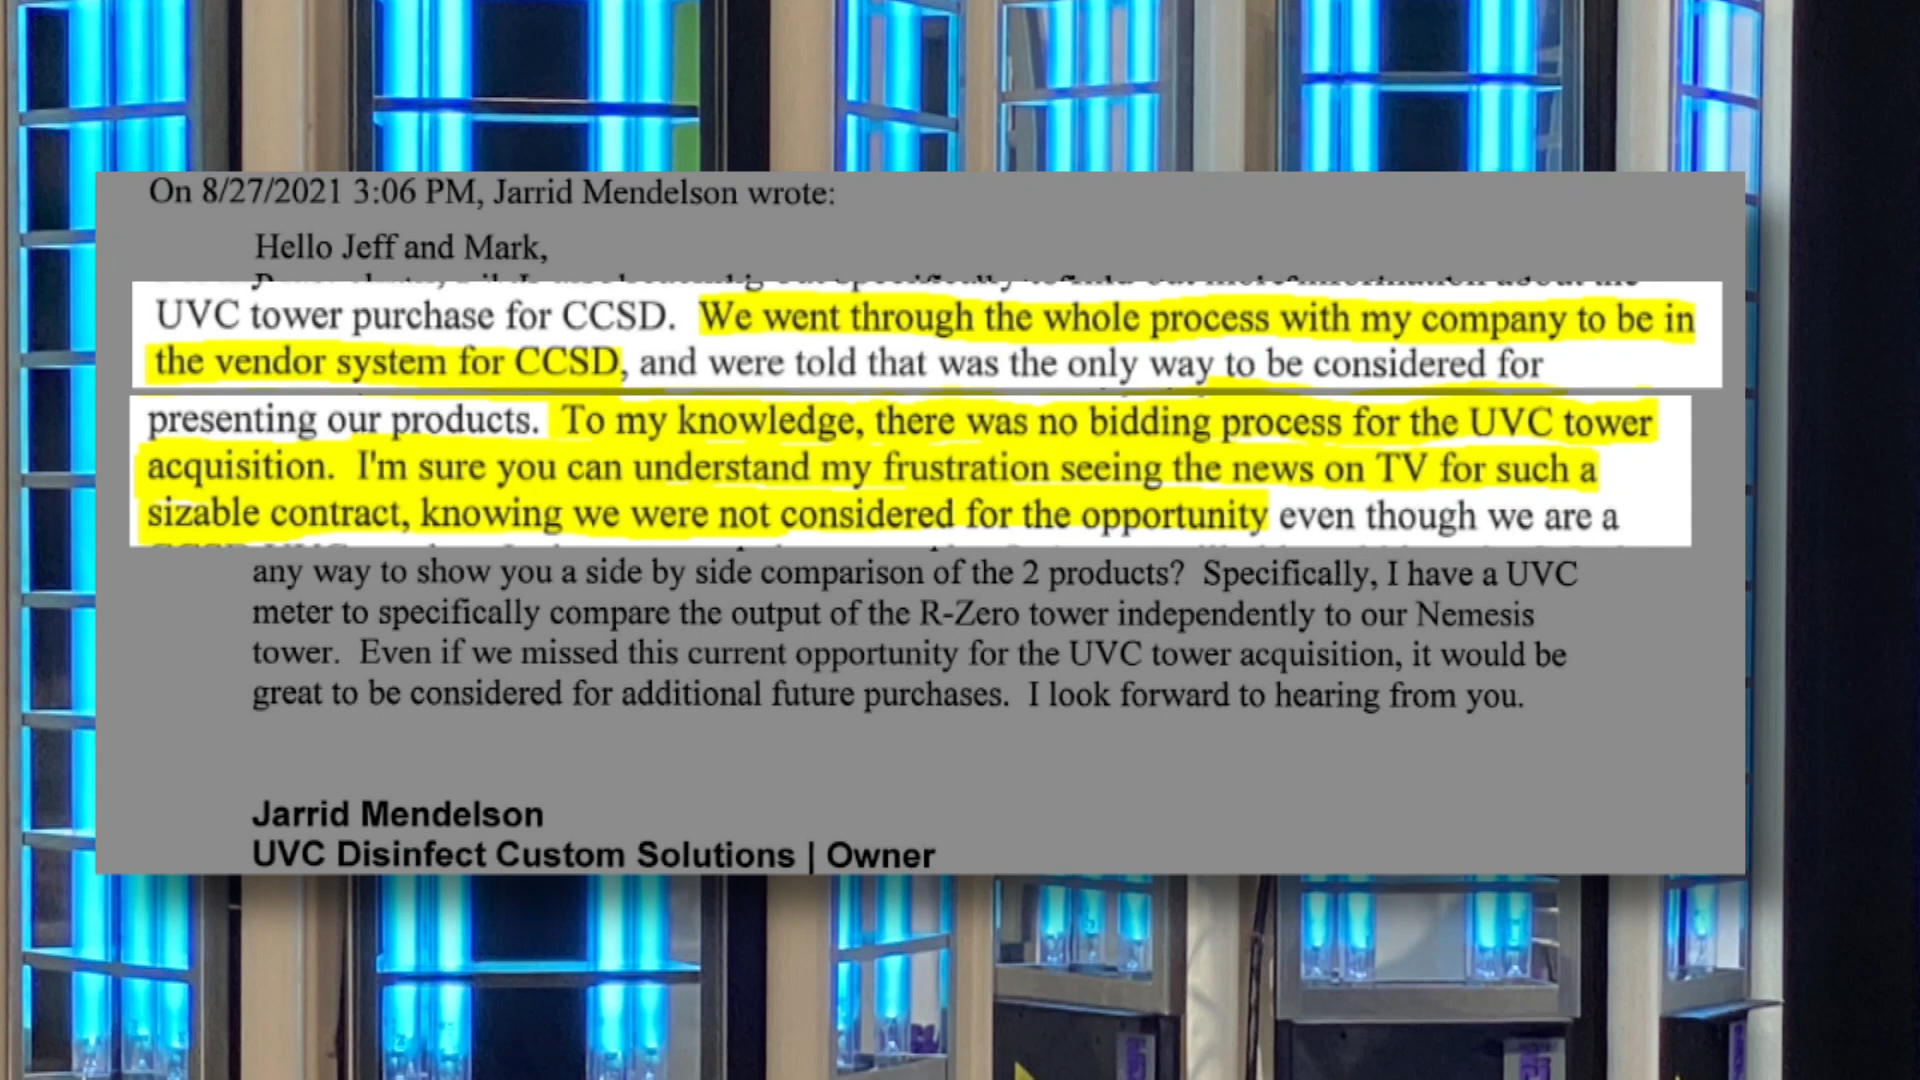 On 8/27/2021 3:06 PM, Jarrid Mendelson wrote:
Hello Jeff and Mark,
UVC tower purchase for CCSD. We went through the whole process with my company to be in
the vendor system for CCSD, and were told that was the only way to be considered for
presenting our products. To my knowledge, there was no bidding process for the UVC tower
acquisition. I'm sure you can understand my frustration seeing the news on TV for such a
sizable contract, knowing we were not considered for the opportunity even though we are a
any way to show you a side by side comparison of the 2 products? Specifically, I have a UVC
meter to specifically compare the output of the R-Zero tower independently to our Nemesis
tower. Even if we missed this current opportunity for the UVC tower acquisition, it would be
great to be considered for additional future purchases. I look forward to hearing from you.
Jarrid Mendelson
UVC Disinfect Custom Solutions | Owner